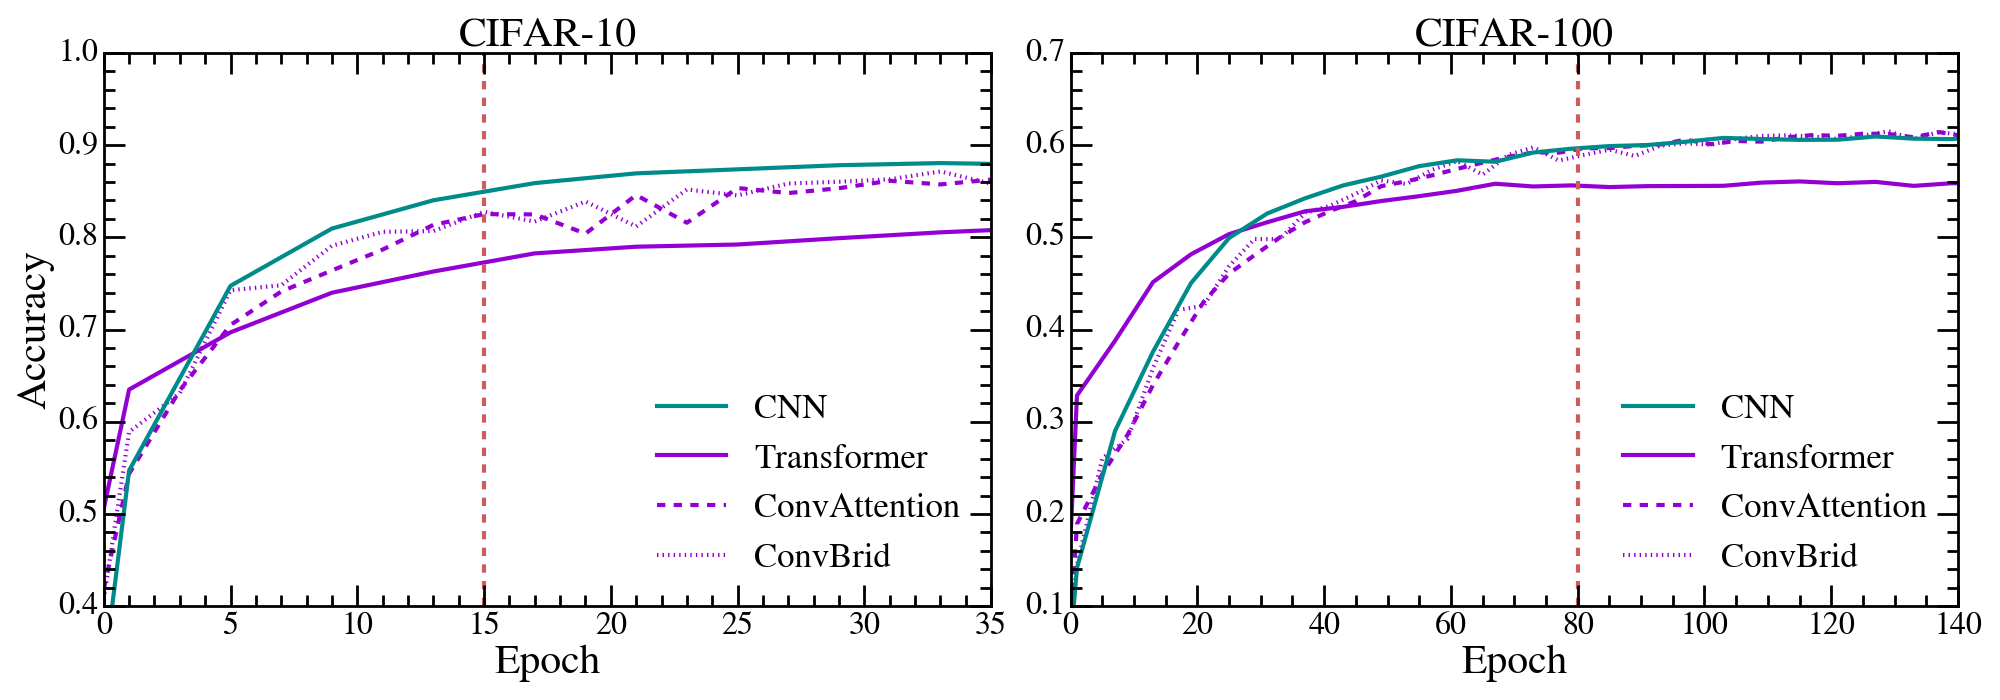 CIFAR-10
1.0
0.9
0.8
0.7
0.6
0.5
0.4
Accuracy
CNN
Transformer
ConvAttention
ConvBrid
0 5 10 15 20 25 30 35
Epoch
CIFAR-100
0.7
0.6
0.5
0.4
0.3
0.2
0.1
CNN
Transformer
ConvAttention
ConvBrid
0 20 40 60 80 100 120 140
Epoch